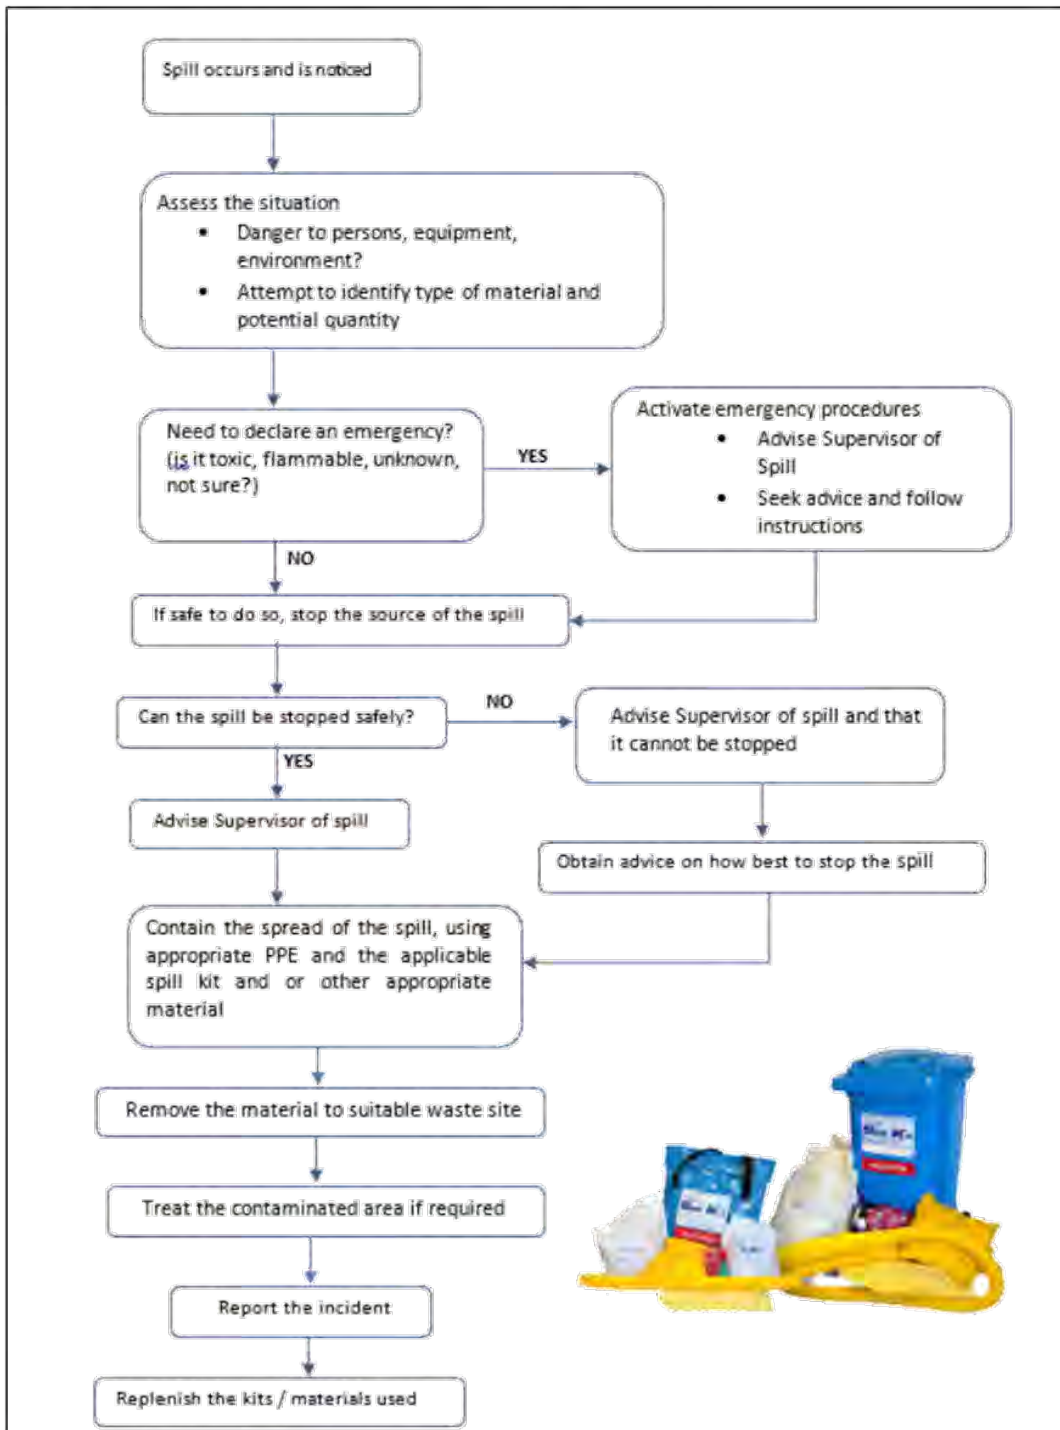 Spill occurs and is noticed
Assess the situation
• Danger to persons, equipment,
environment?
• Attempt to identify type of material and
potential quantity
Need to declare an emergency?
(is it toxic, flammable, unknown,
not sure?)
YES
Activate emergency procedures
• Advise Supervisor of
Spill
• Seek advice and follow
instructions
NO
If safe to do so, stop the source of the spill
Can the spill be stopped safely?
NO
Advise Supervisor of spill and that
it cannot be stopped
YES
Advise Supervisor of spill
Obtain advice on how best to stop the spill
Contain the spread of the spill, using
appropriate PPE and the applicable
spill kit and or other appropriate
material
Remove the material to suitable waste site
Treat the contaminated area if required
Report the incident
Replenish the kits / materials used